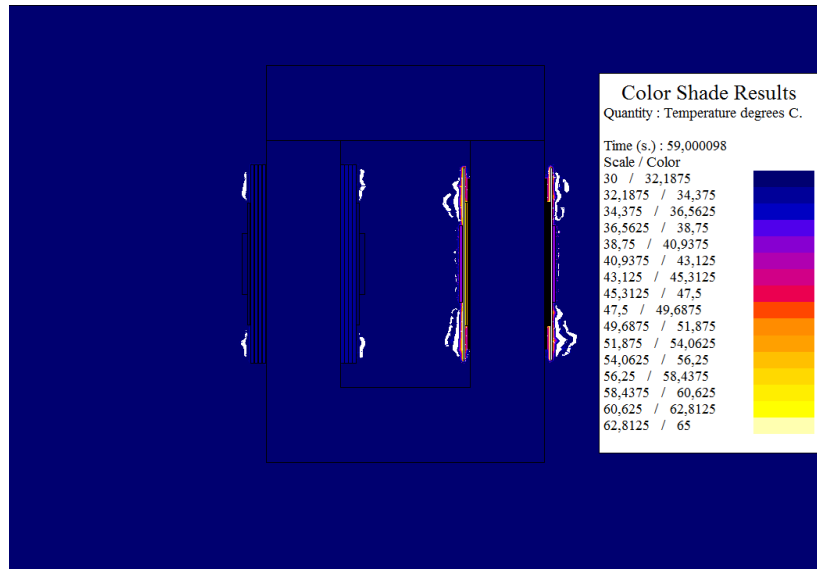 Color Shade Results
Quantity : Temperature degrees C.
Time (s.) : 59,000098
Scale / Color
30 / 32,1875
32,1875 / 34,375
34,375 / 36,5625
36,5625 / 38,75
38,75 / 40,9375
40,9375 / 43,125
43,125 / 45,3125
45,3125 / 47,5
47,5 / 49,6875
49,6875 / 51,875
51,875 / 54,0625
54,0625 / 56,25
56,25 / 58,4375
58,4375 / 60,625
60,625 / 62,8125
62,8125 / 65